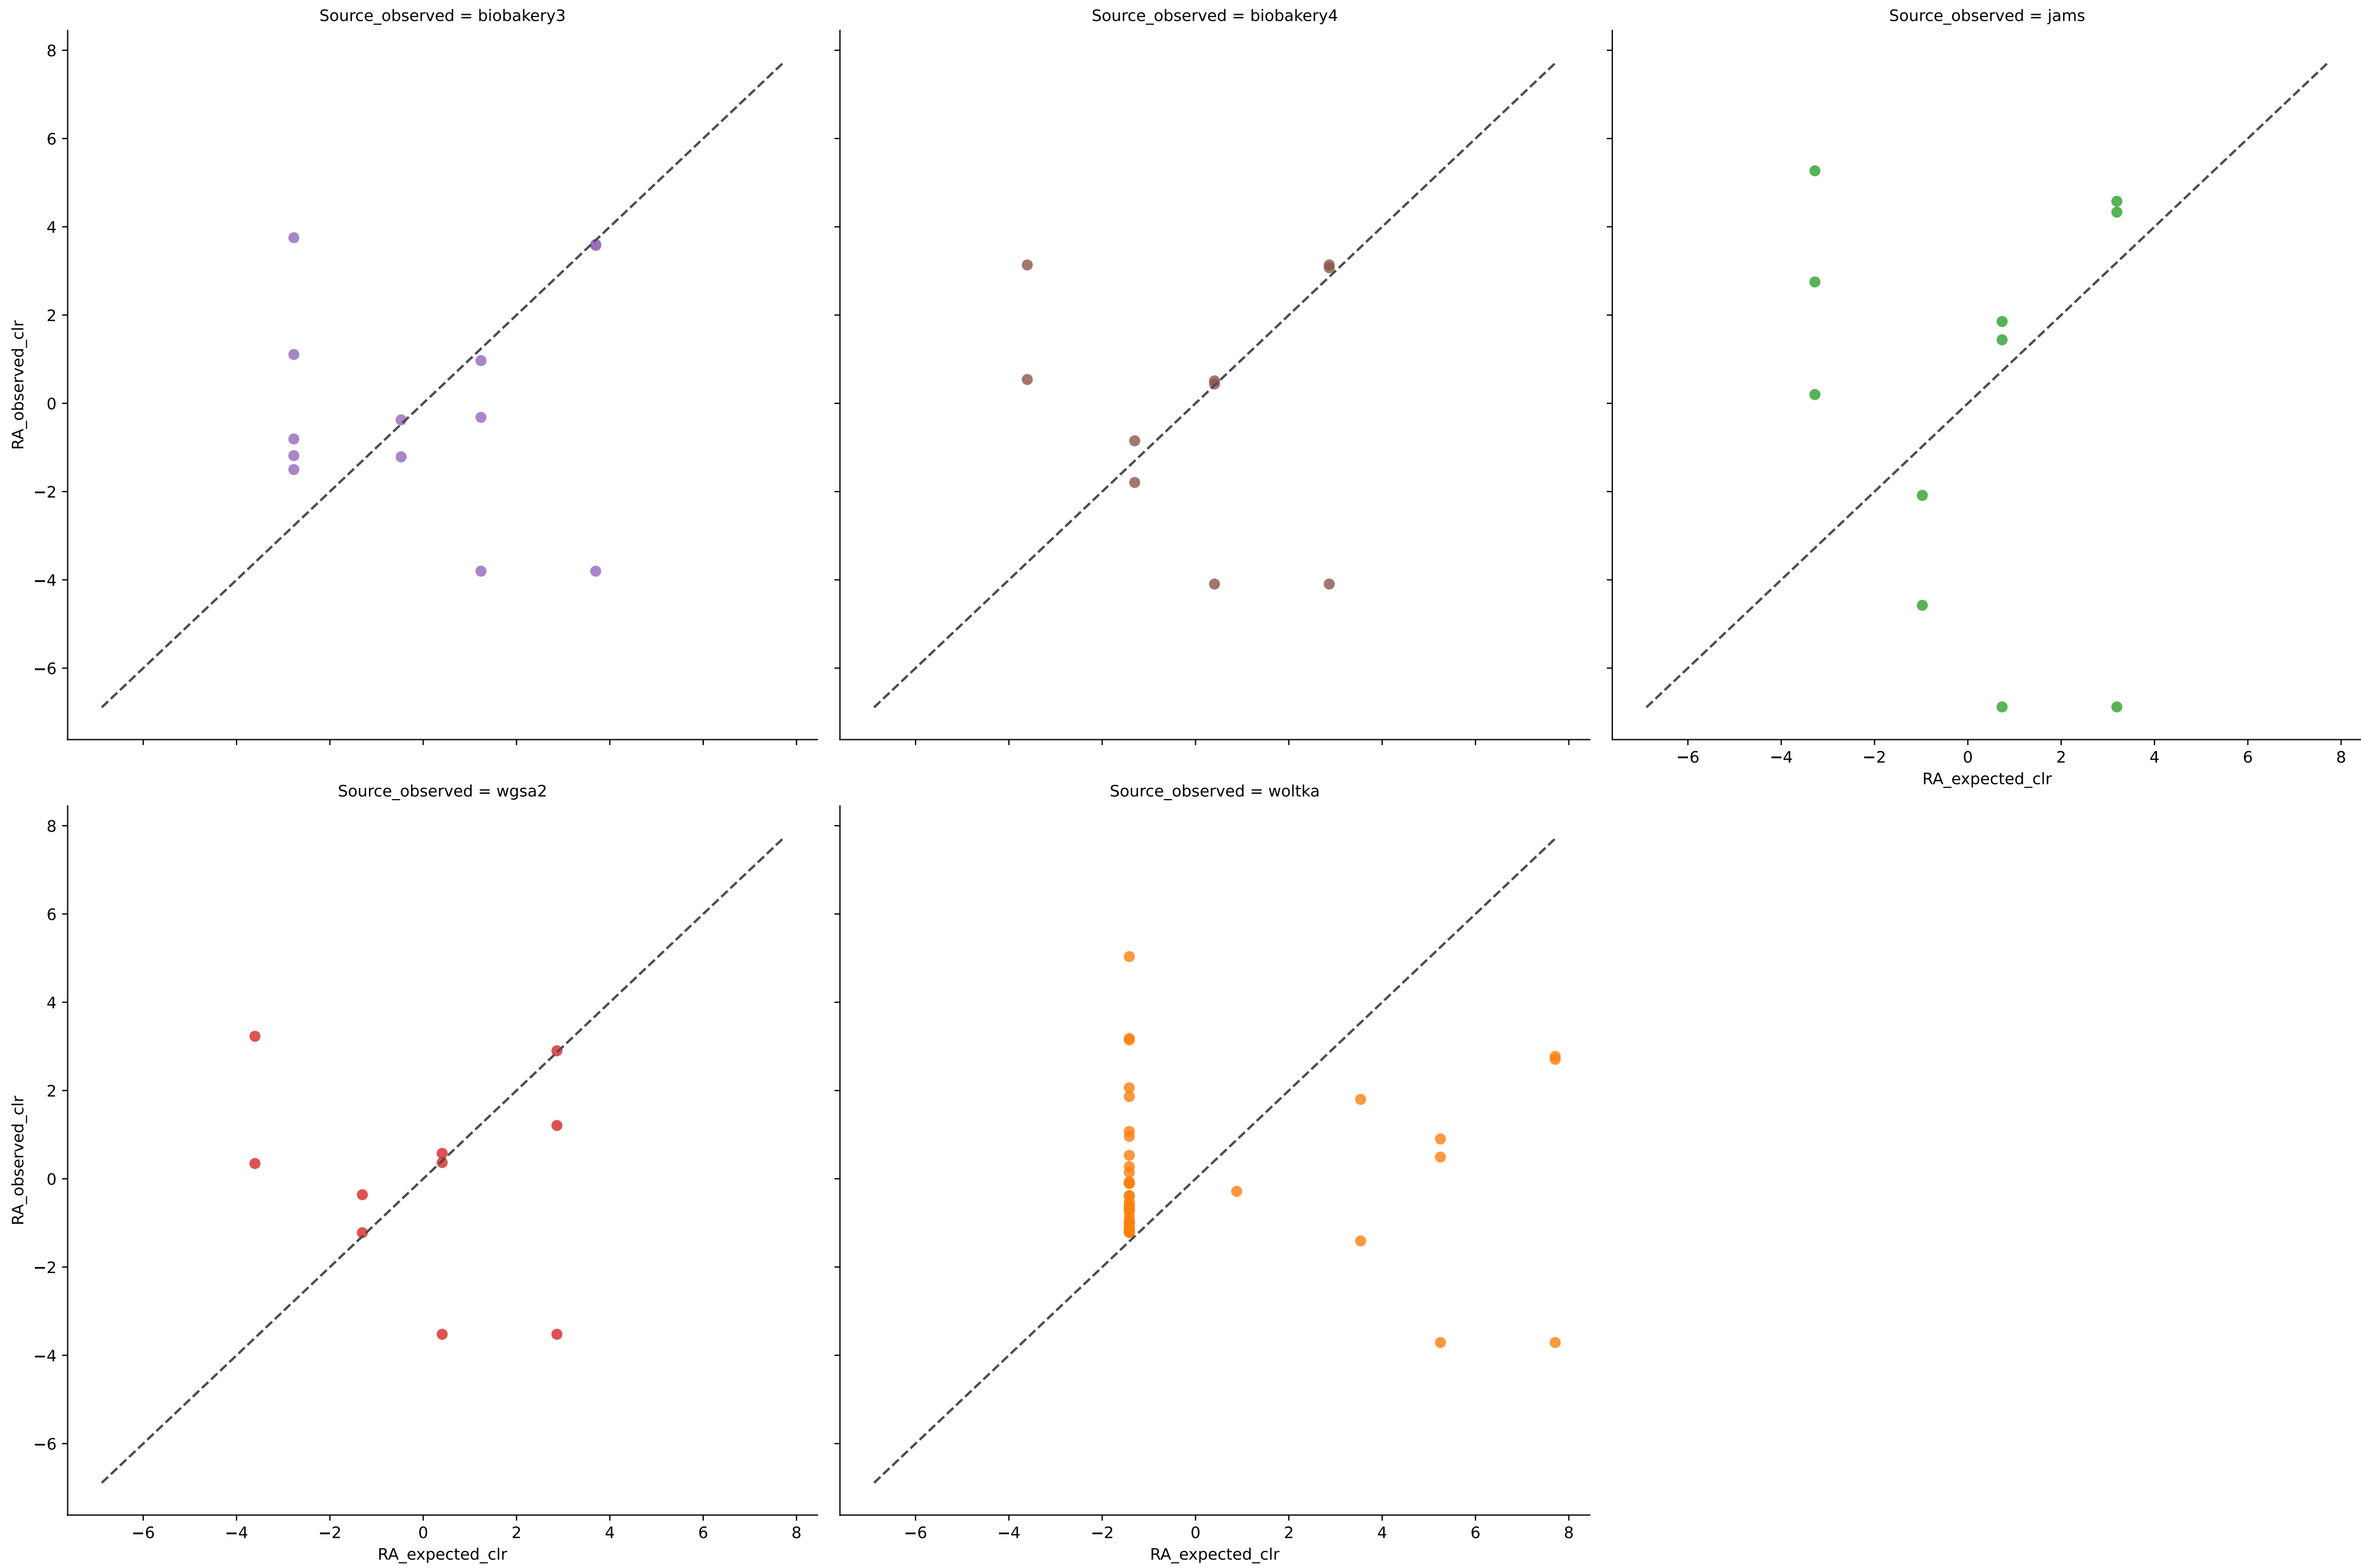 Source_observed = biobakery3
Source_observed = biobakery4
Source_observed = jams
8
6
4
2
0
−2
−4
−6
RA_observed_clr
−6 −4 −2 0 2 4 6 8
RA_expected_clr
Source_observed = wgsa2
Source_observed = woltka
8
6
4
2
0
−2
−4
−6
RA_observed_clr
−6 −4 −2 0 2 4 6 8
−6 −4 −2 0 2 4 6 8
RA_expected_clr
RA_expected_clr